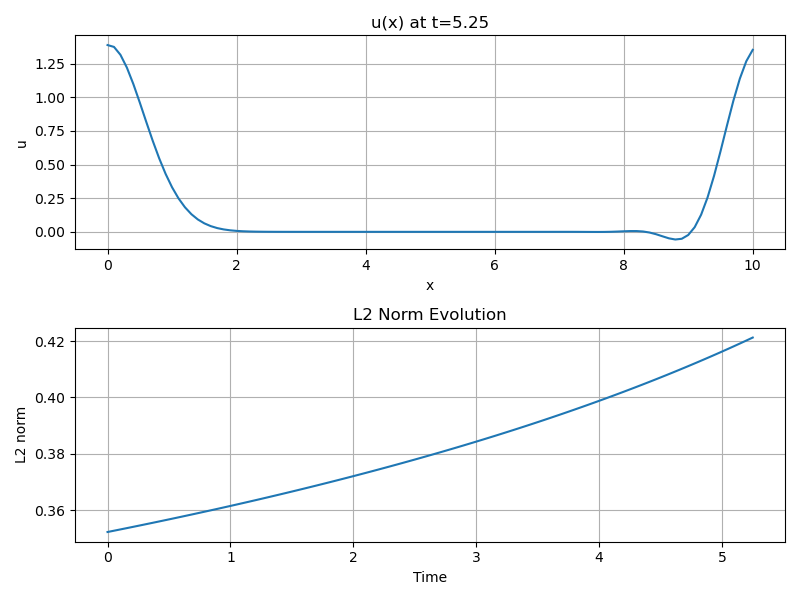 u(x) at t=5.25
1.25
1.00
0.75
0.50
0.25
0.00
u
0 2 4 6 8 10
x
L2 Norm Evolution
0.42
0.40
0.38
0.36
L2 norm
0 1 2 3 4 5
Time